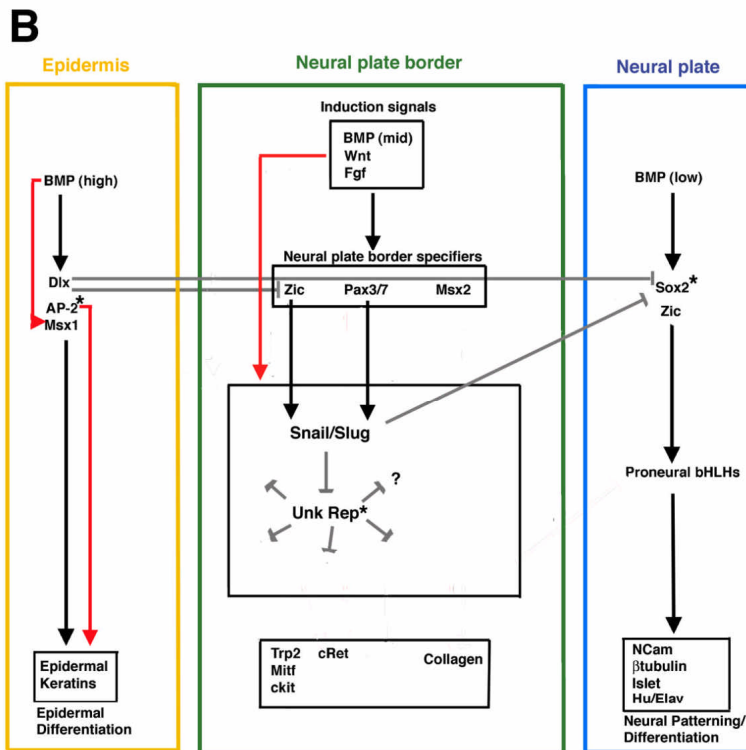 B
Epidermis
Neural plate border
Neural plate
BMP (high)
Dlx
AP-2*
Msx1
Epidermal
Keratins
Epidermal
Differentiation
Induction signals
BMP (mid)
Wnt
Fgf
Neural plate border specifiers
Zic Pax3/7 Msx2
Snail/Slug
?
Unk Rep*
Trp2 cRet Collagen
Mitf
ckit
BMP (low)
Sox2*
Zic
Proneural bHLHs
NCam
βtubulin
Islet
Hu/Elav
Neural Patterning/
Differentiation